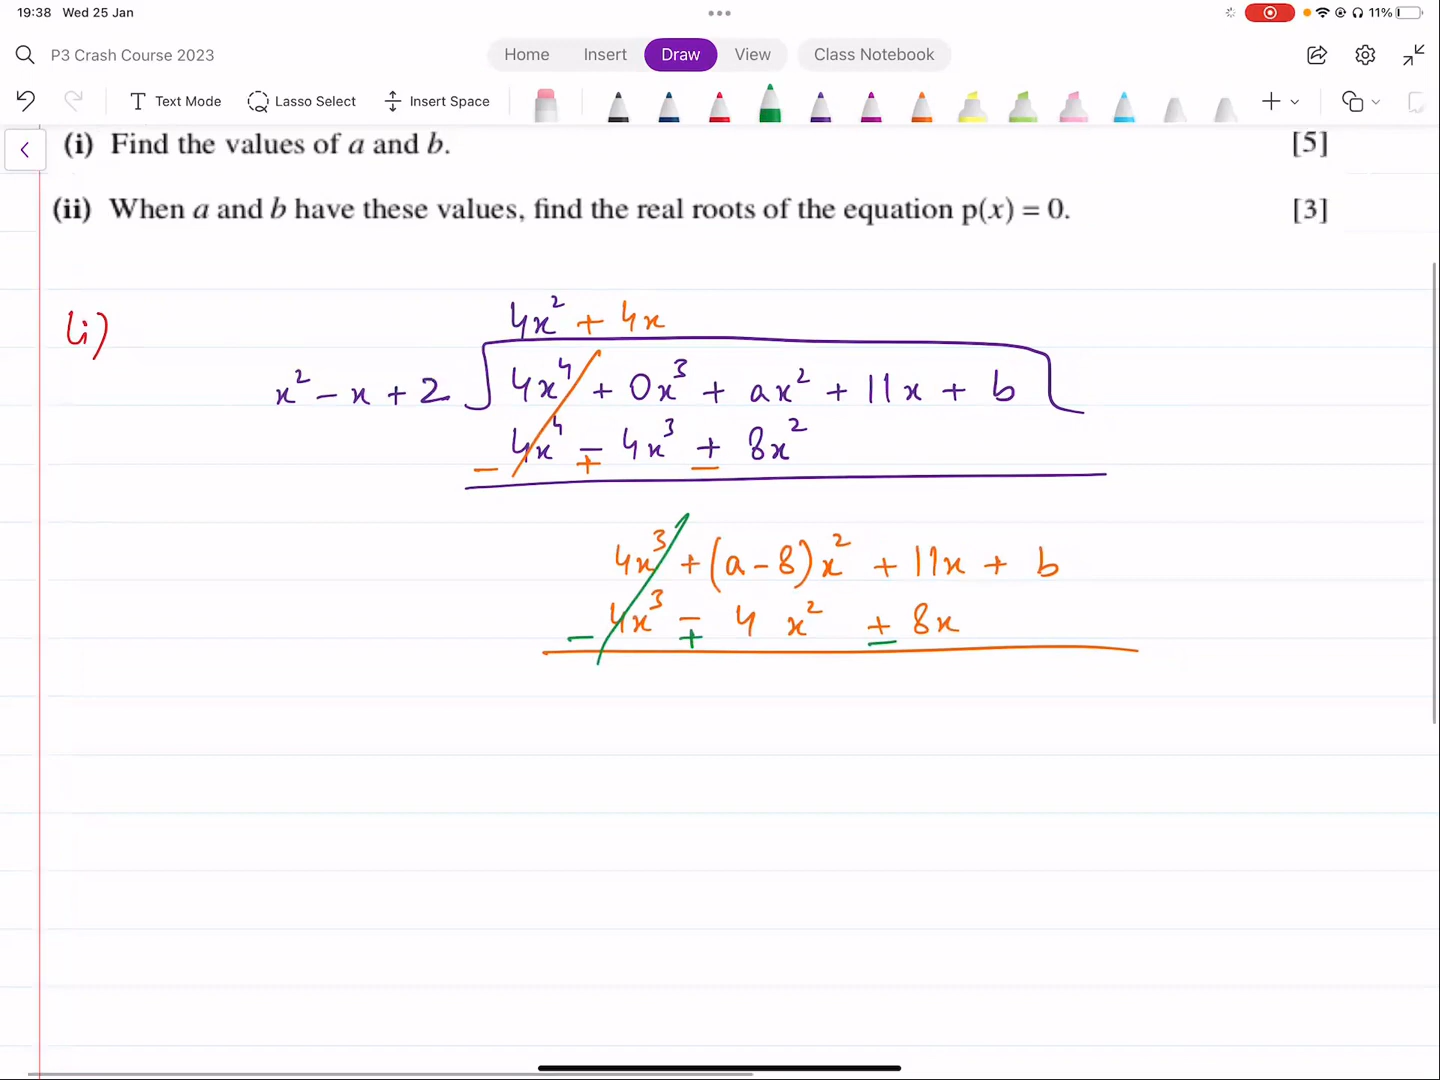 19:38 Wed 25 Jan
11%
P3 Crash Course 2023
Home Insert Draw View Class Notebook
Text Mode Lasso Select Insert Space
(i) Find the values of a and b. [5]
(ii) When a and b have these values, find the real roots of the equation p(x) = 0. [3]
(i)
4x² + 4x
x² − x + 2 4x⁴ + 0x³ + ax² + 11x + b
4x⁴ − 4x³ + 8x²
− + −
4x³ + (a − 8)x² + 11x + b
4x³ − 4 x² + 8x
− + −